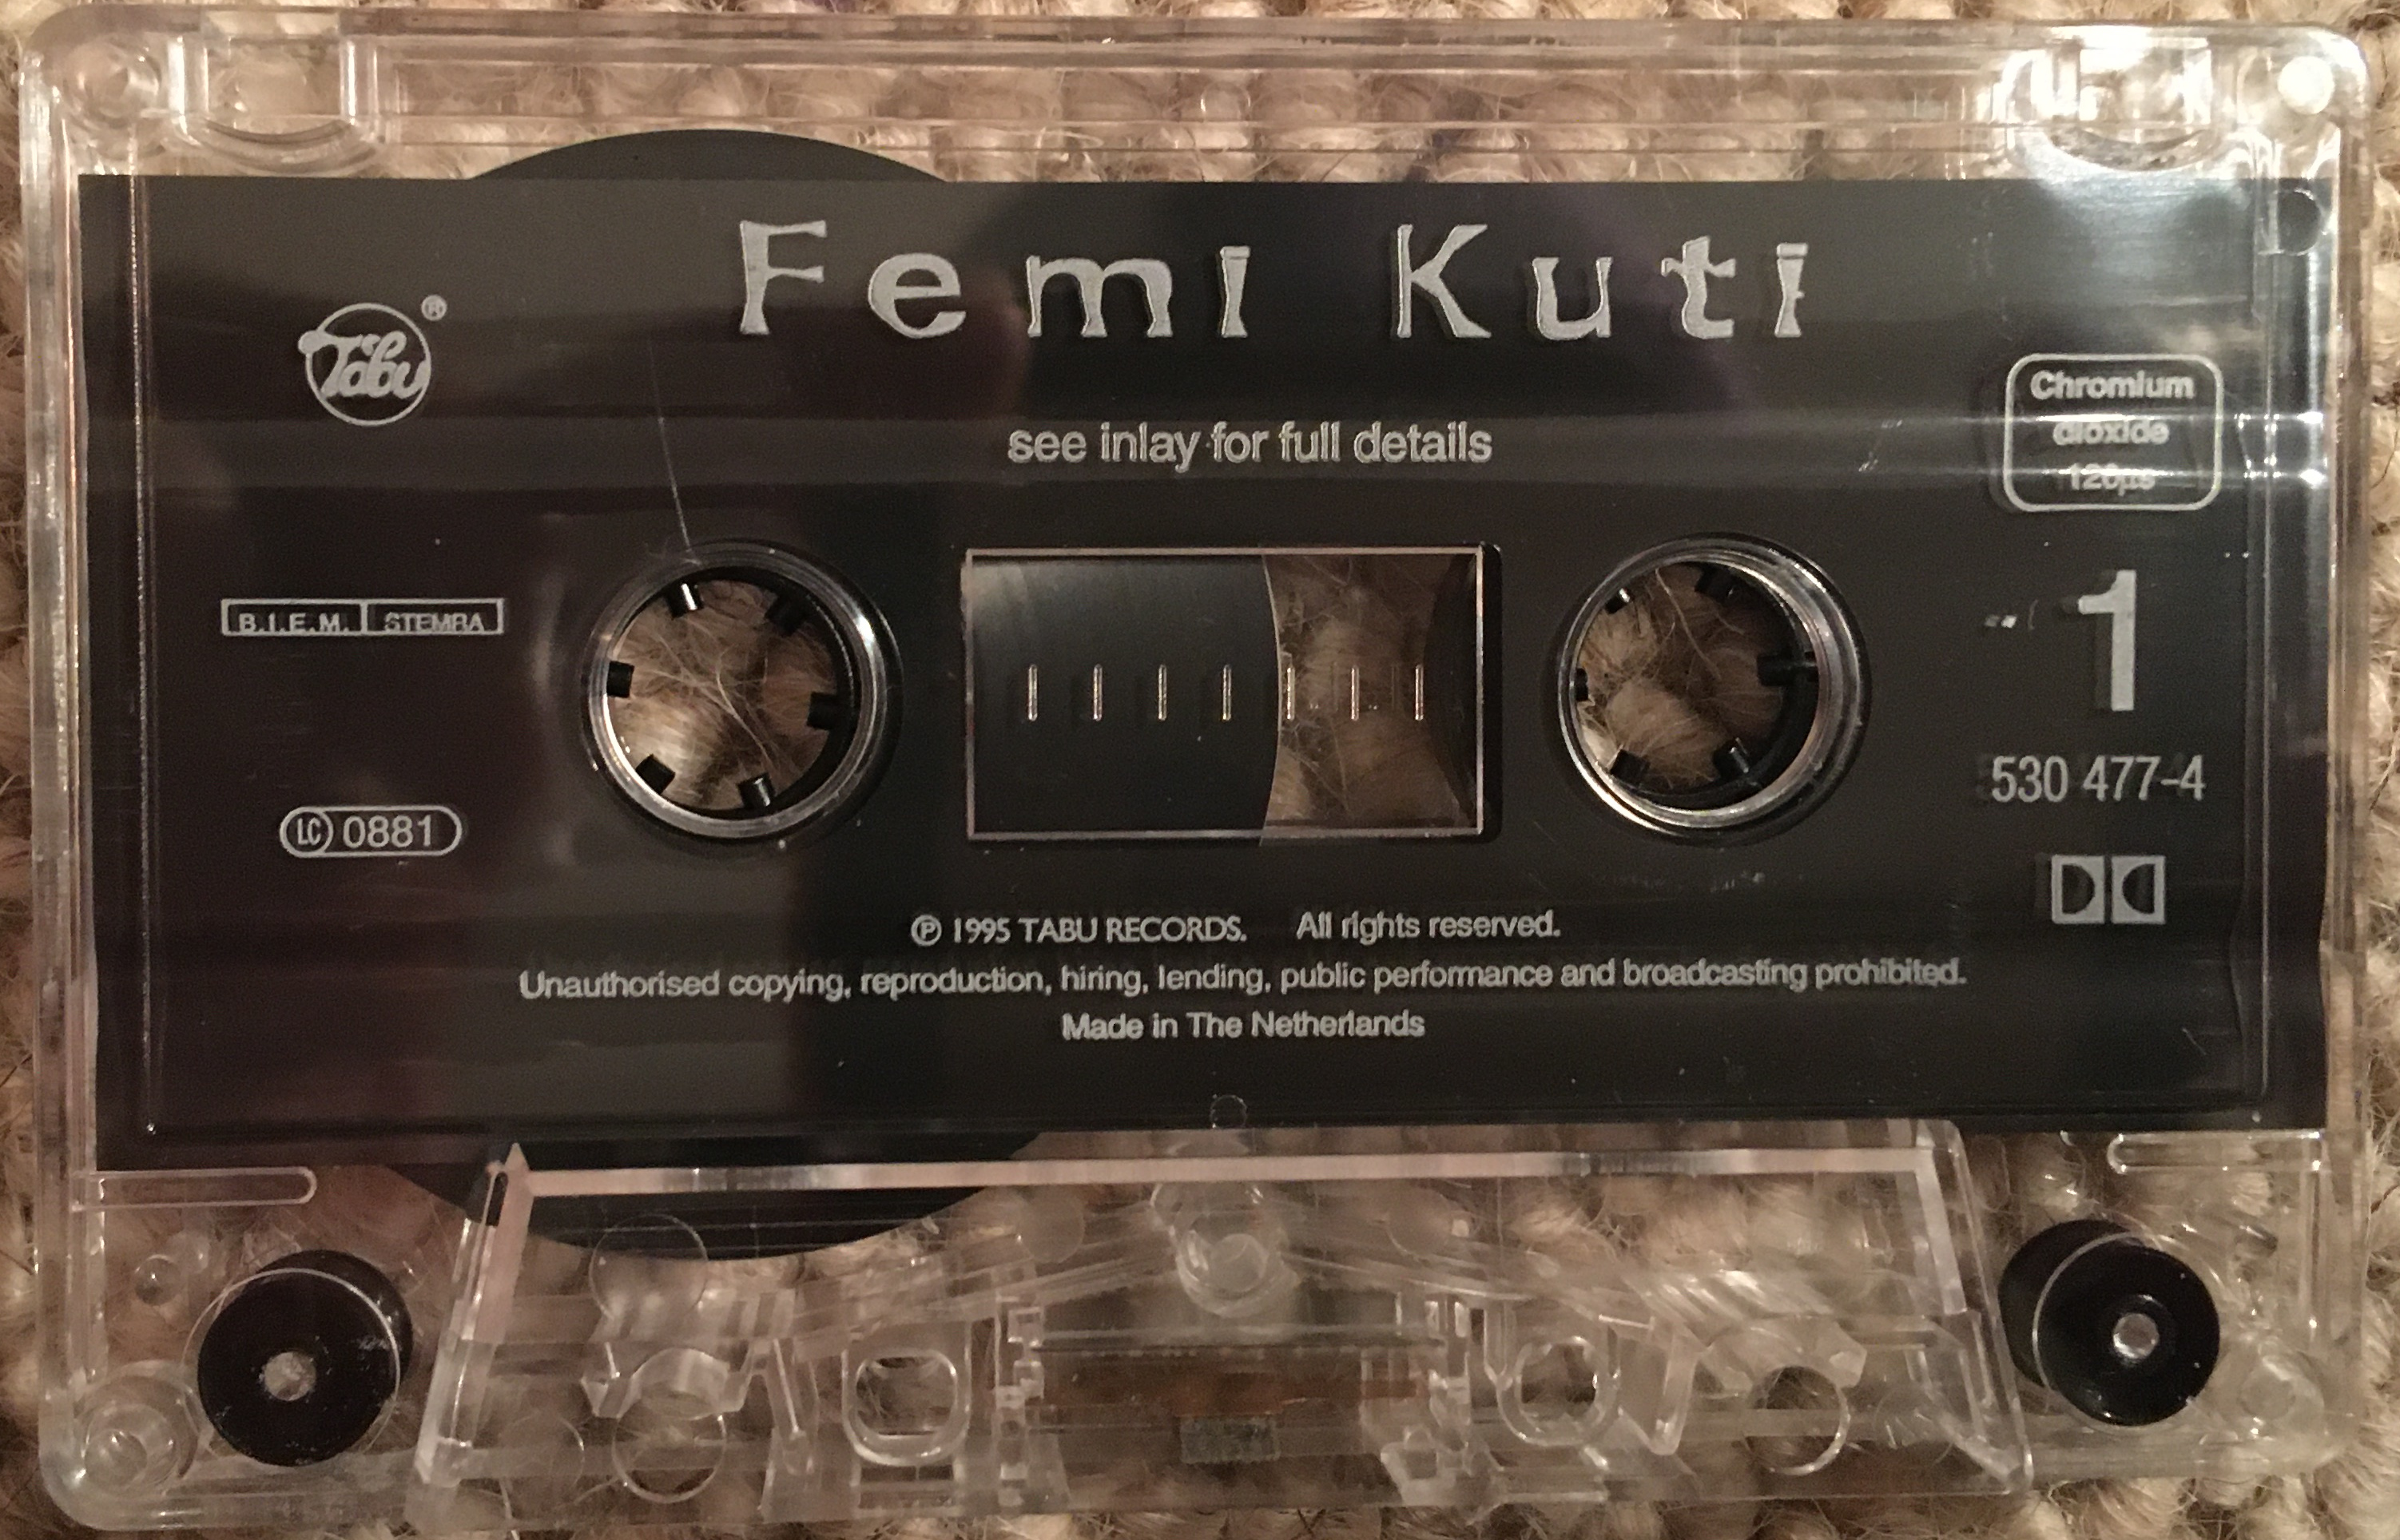 Femi Kuti
Tabu®
see inlay for full details
Chromium
dioxide
120µs
B.I.E.M. STEMRA
1
530 477-4
LC 0881
℗ 1995 TABU RECORDS. All rights reserved.
Unauthorised copying, reproduction, hiring, lending, public performance and broadcasting prohibited.
Made in The Netherlands